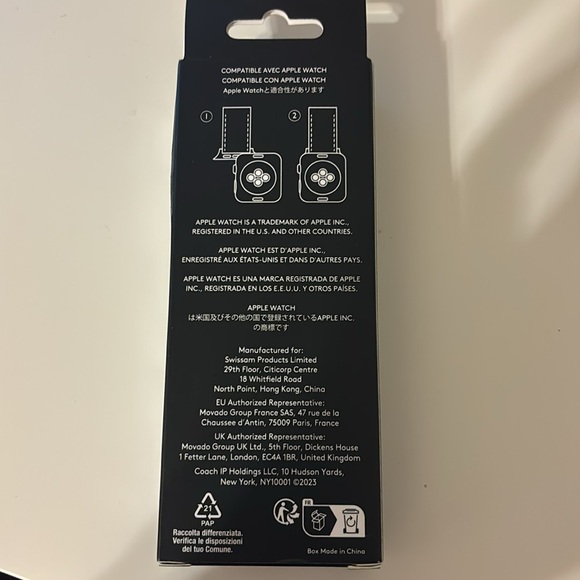 COMPATIBLE AVEC APPLE WATCH
COMPATIBLE CON APPLE WATCH
Apple Watchと適合性があります
1 2
APPLE WATCH IS A TRADEMARK OF APPLE INC.,
REGISTERED IN THE U.S. AND OTHER COUNTRIES.
APPLE WATCH EST D'APPLE INC.,
ENREGISTRÉ AUX ÉTATS-UNIS ET DANS D'AUTRES PAYS.
APPLE WATCH ES UNA MARCA REGISTRADA DE APPLE
INC., REGISTRADA EN LOS E.E.U.U. Y OTROS PAÍSES.
APPLE WATCH
は米国及びその他の国で登録されているAPPLE INC.
の商標です
Manufactured for:
Swissam Products Limited
29th Floor, Citicorp Centre
18 Whitfield Road
North Point, Hong Kong, China
EU Authorized Representative:
Movado Group France SAS, 47 rue de la
Chaussee d'Antin, 75009 Paris, France
UK Authorized Representative:
Movado Group UK Ltd., 5th Floor, Dickens House
1 Fetter Lane, London, EC4A 1BR, United Kingdom
Coach IP Holdings LLC, 10 Hudson Yards,
New York, NY10001 ©2023
21
PAP
Raccolta differenziata.
Verifica le disposizioni
del tuo Comune.
FR
Box Made in China